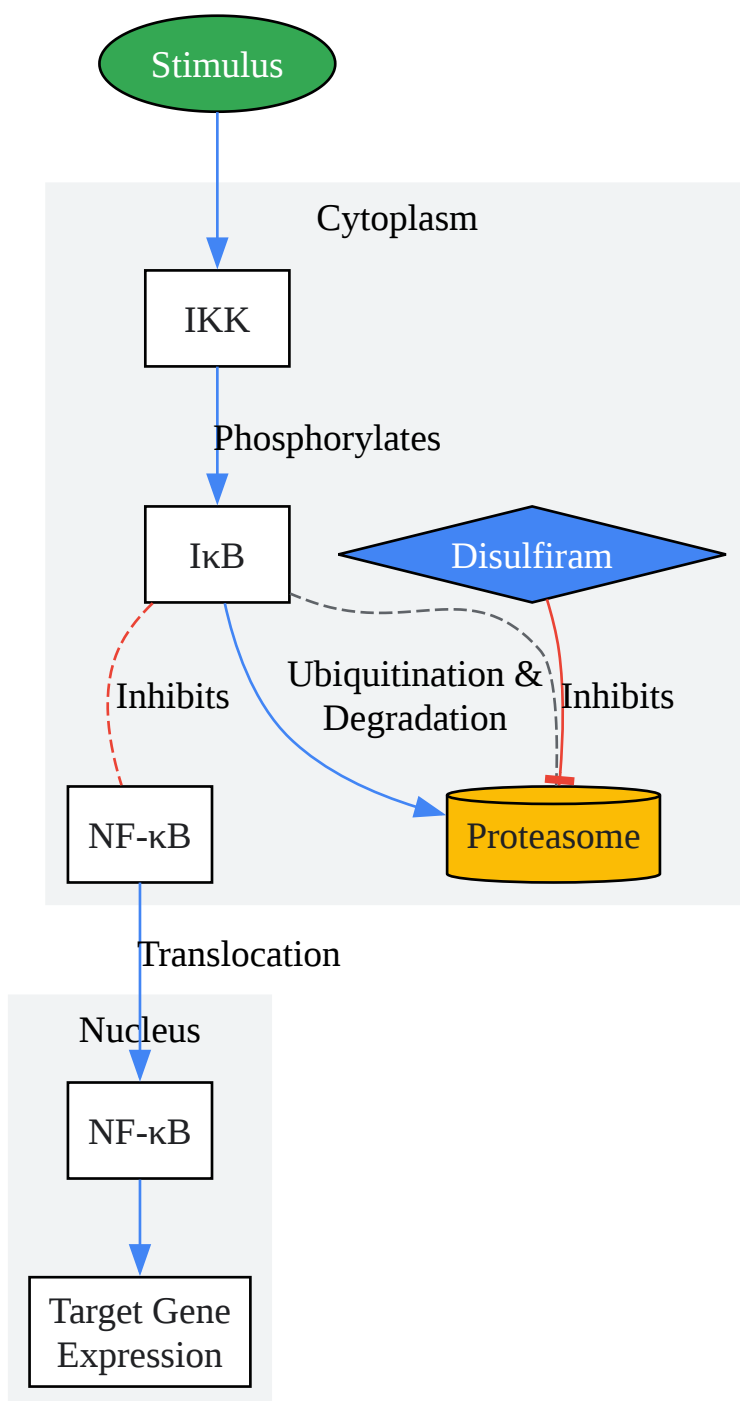 Stimulus
Cytoplasm
IKK
Phosphorylates
IκB
Disulfiram
Inhibits
Ubiquitination &
Degradation
Inhibits
NF-κB
Proteasome
Translocation
Nucleus
NF-κB
Target Gene
Expression